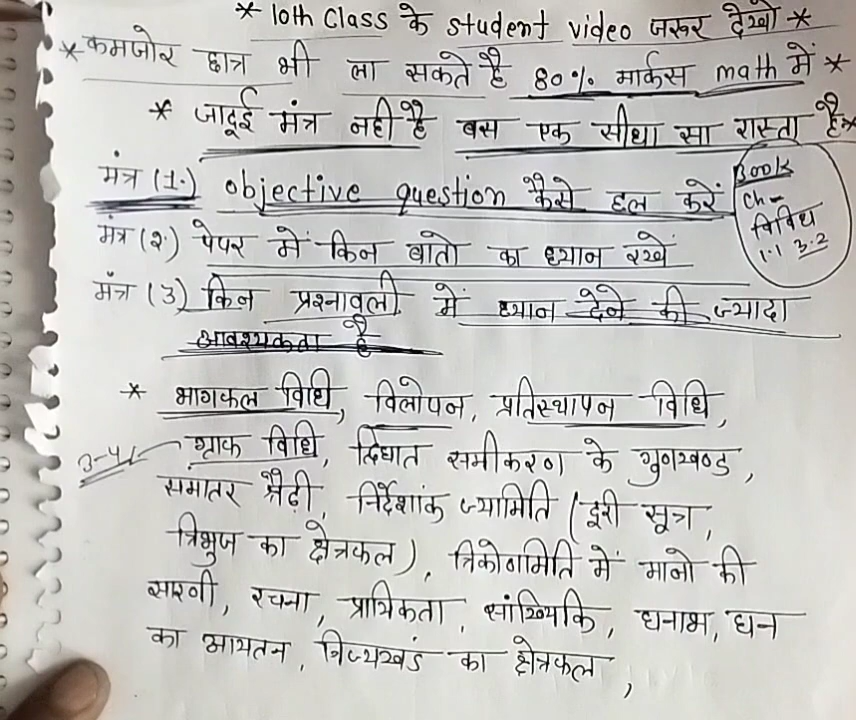 * 10th Class के student video जरूर देखो *
* कमजोर छात्र भी ला सकते है 80% मार्कस math में *
* जादूई मंत्र नही है बस एक सीधा सा रास्ता है *
मंत्र (1.) objective question कैसे हल करें
Book
ch-
विविध
1.1 3.2
मंत्र (२.) पेपर में किन बातो का ध्यान रखें
मंत्र (3) किन प्रश्नावली में ध्यान देने की ज्यादा
आवश्यकता है
* भागफल विधि, विलोपन, प्रतिस्थापन विधि,
3-4 ग्राफ विधि, द्विघात समीकरण के गुणखण्ड,
समातर श्रेढ़ी, निर्देशांक ज्यामिति (दूरी सूत्र,
त्रिभुज का क्षेत्रफल), त्रिकोणमिति में मानो की
सारणी, रचना, प्रायिकता, सांख्यिकि, घनाभ, घन
का आयतन, त्रिज्यखंड का क्षेत्रफल,